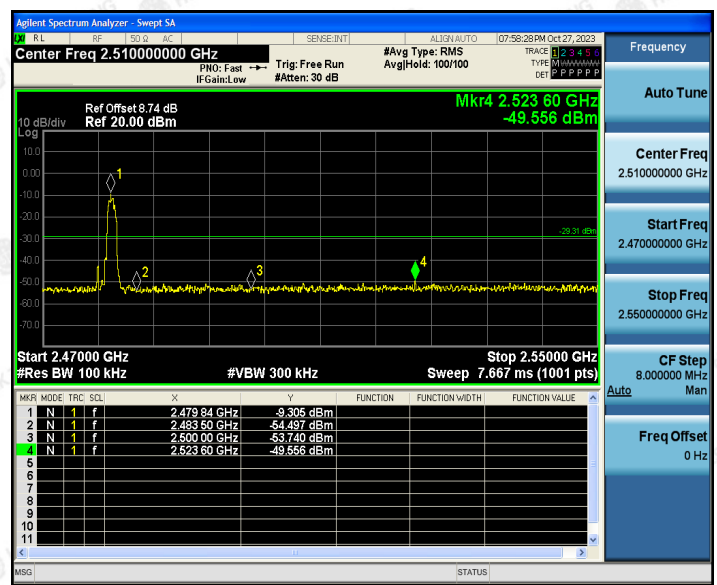 Agilent Spectrum Analyzer - Swept SA
LXI RL RF 50 Ω AC SENSE:INT ALIGN AUTO 07:58:28 PM Oct 27, 2023
Center Freq 2.510000000 GHz
PNO: Fast
IFGain:Low
Trig: Free Run
#Atten: 30 dB
#Avg Type: RMS
Avg|Hold: 100/100
TRACE 1 2 3 4 5 6
TYPE M WWWWW
DET P P P P P P
Frequency
Auto Tune
Center Freq
2.510000000 GHz
Start Freq
2.470000000 GHz
Stop Freq
2.550000000 GHz
CF Step
8.000000 MHz
Auto Man
Freq Offset
0 Hz
Mkr4 2.523 60 GHz
-49.556 dBm
Ref Offset 8.74 dB
10 dB/div Ref 20.00 dBm
Log
10.0
0.00
-10.0
-20.0
-30.0
-40.0
-50.0
-60.0
-70.0
1
2
3
4
-29.31 dBm
Start 2.47000 GHz Stop 2.55000 GHz
#Res BW 100 kHz #VBW 300 kHz Sweep 7.667 ms (1001 pts)
MKR MODE TRC SCL X Y FUNCTION FUNCTION WIDTH FUNCTION VALUE
1 N 1 f 2.479 84 GHz -9.305 dBm
2 N 1 f 2.483 50 GHz -54.497 dBm
3 N 1 f 2.500 00 GHz -53.740 dBm
4 N 1 f 2.523 60 GHz -49.556 dBm
5
6
7
8
9
10
11
MSG STATUS